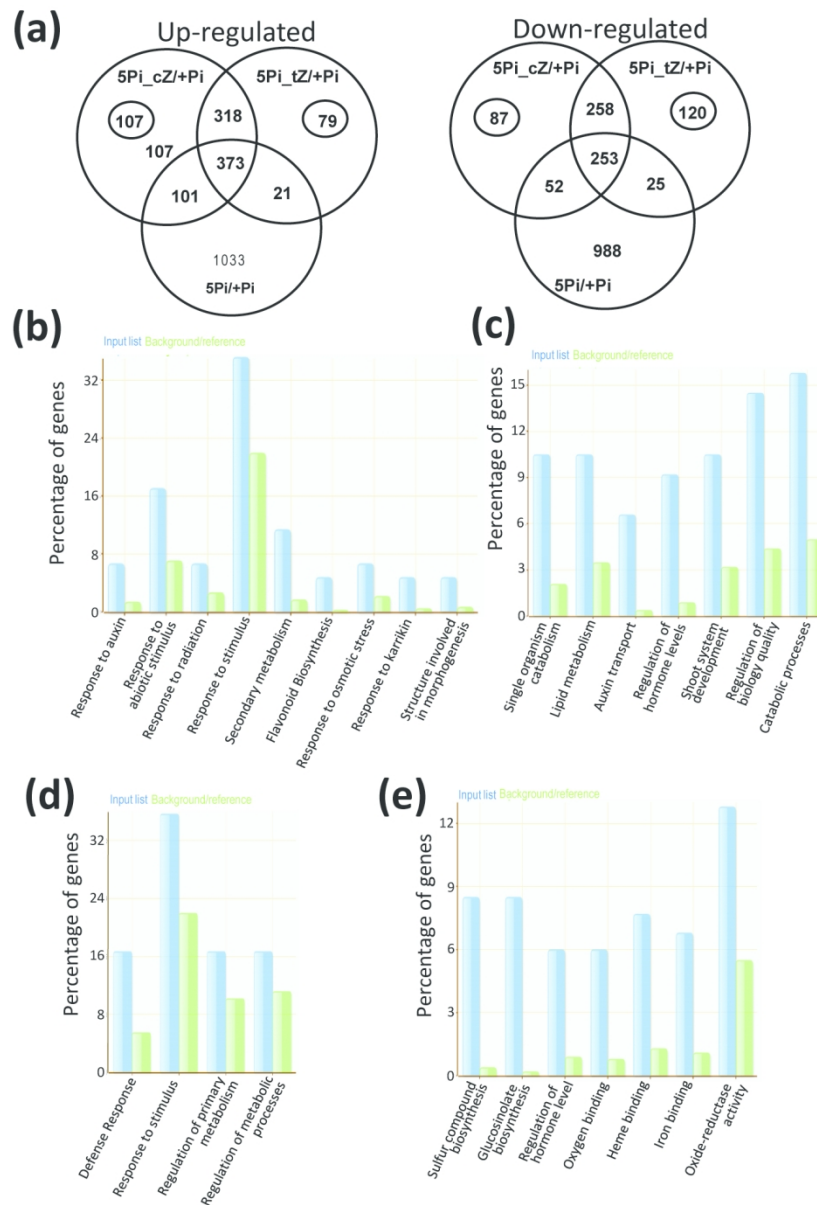 (a)
Up-regulated
Down-regulated
5Pi_cZ/+Pi
5Pi_tZ/+Pi
107
318
79
107
373
101
21
1033
5Pi/+Pi
5Pi_cZ/+Pi
5Pi_tZ/+Pi
87
258
120
253
52
25
988
5Pi/+Pi
(b)
Input list Background/reference
Percentage of genes
32
24
16
8
0
Response to auxin
Response to
abiotic stimulus
Response to radiation
Response to stimulus
Secondary metabolism
Flavonoid Biosynthesis
Response to osmotic stress
Response to karrikin
Structure involved
in morphogenesis
(c)
Input list Background/reference
Percentage of genes
15
12
9
6
3
0
Single organism
catabolism
Lipid metabolism
Auxin transport
Regulation of
hormone levels
Shoot system
development
Regulation of
biology quality
Catabolic processes
(d)
Input list Background/reference
Percentage of genes
32
24
16
8
0
Defense Response
Response to stimulus
Regulation of primary
metabolism
Regulation of metabolic
processes
(e)
Input list Background/reference
Percentage of genes
12
9
6
3
0
Sulfur compound
biosynthesis
Glucosinolate
biosynthesis
Regulation of
hormone level
Oxygen binding
Heme binding
Iron binding
Oxide-reductase
activity